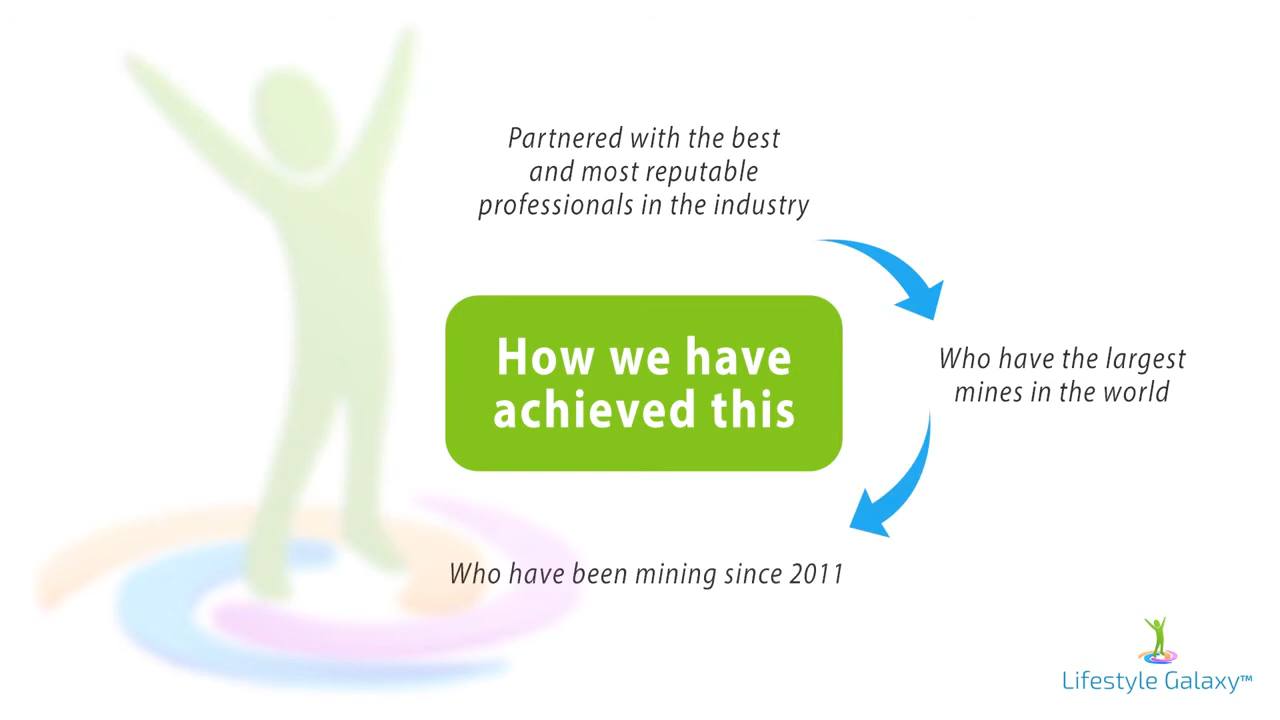 Partnered with the best
and most reputable
professionals in the industry
How we have
achieved this
Who have the largest
mines in the world
Who have been mining since 2011
Lifestyle Galaxy™